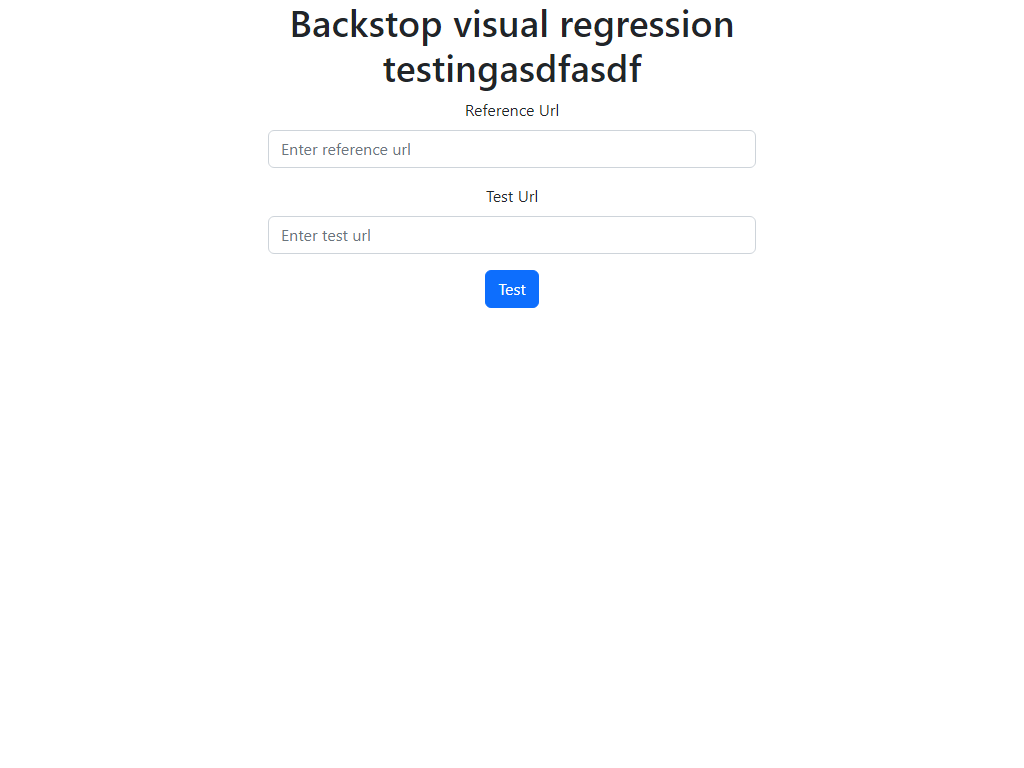 Backstop visual regression
testingasdfasdf
Reference Url
Enter reference url
Test Url
Enter test url
Test